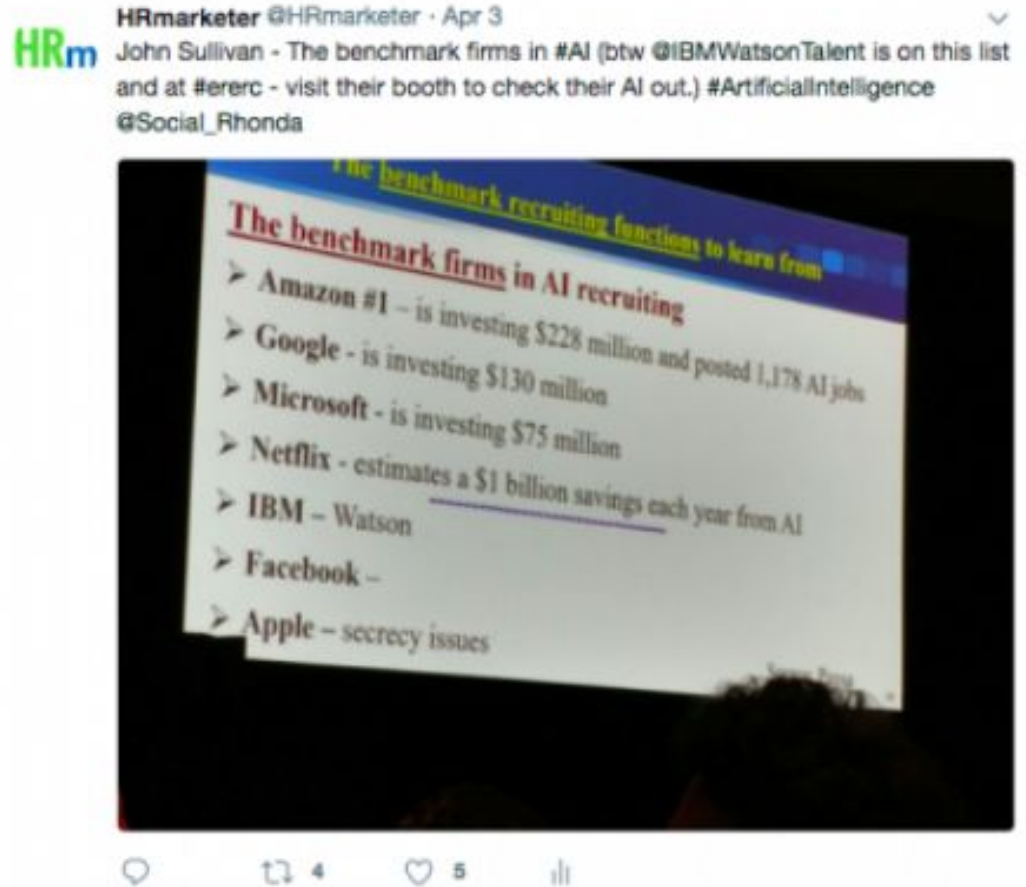 HRmarketer @HRmarketer · Apr 3
HRm
John Sullivan - The benchmark firms in #AI (btw @IBMWatsonTalent is on this list
and at #ererc - visit their booth to check their AI out.) #ArtificialIntelligence
@Social_Rhonda
The benchmark recruiting functions to learn from
The benchmark firms in AI recruiting
➢ Amazon #1 – is investing $228 million and posted 1,178 AI jobs
➢ Google - is investing $130 million
➢ Microsoft - is investing $75 million
➢ Netflix - estimates a $1 billion savings each year from AI
➢ IBM – Watson
➢ Facebook –
➢ Apple – secrecy issues
4 5